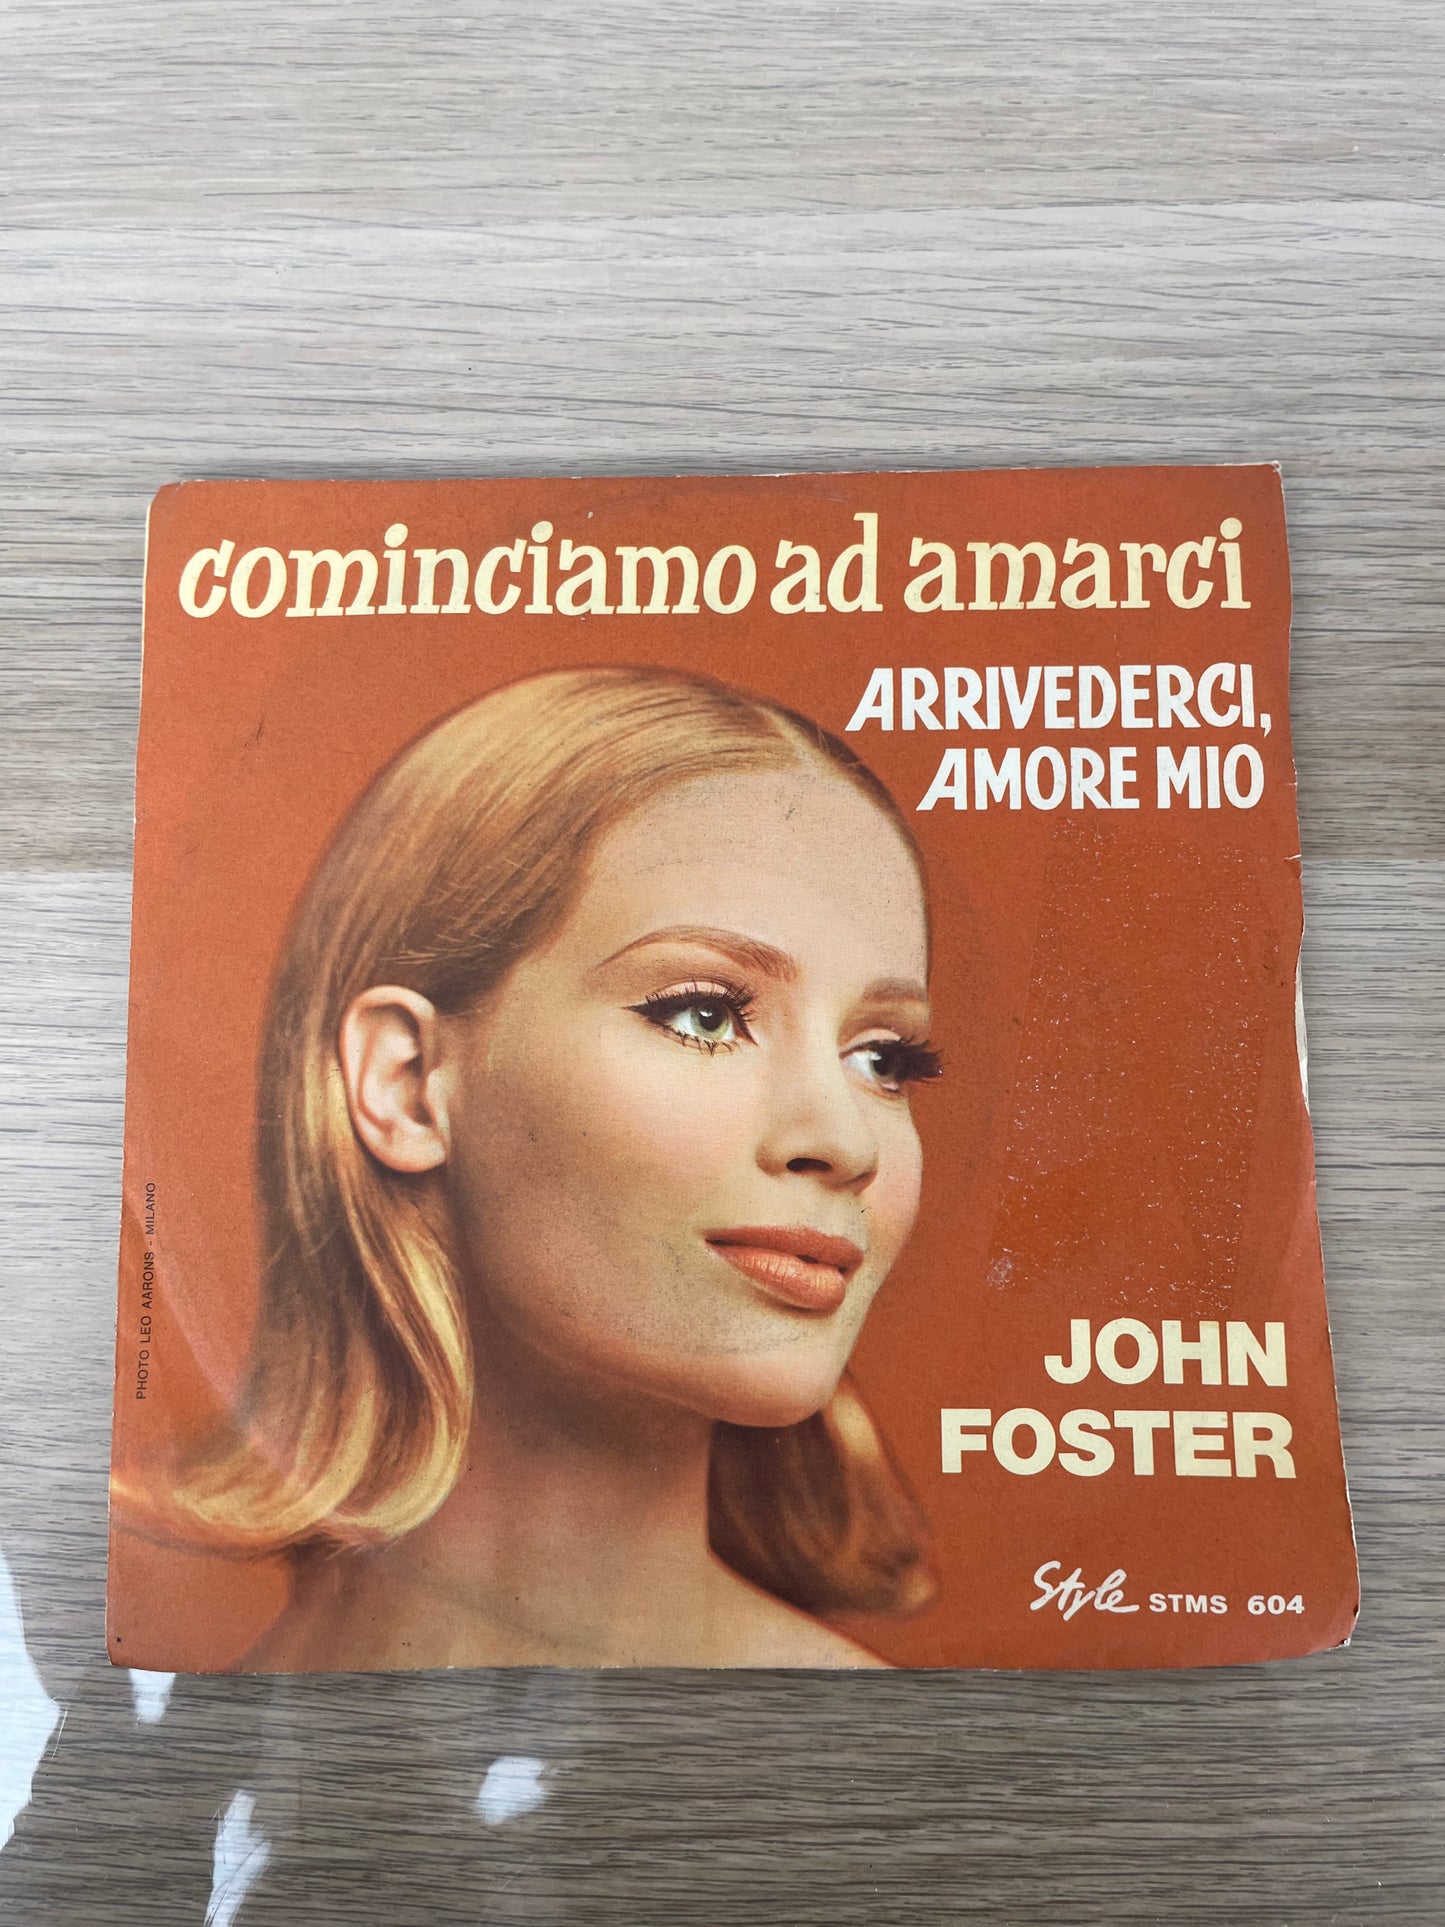 cominciamo ad amarci
ARRIVEDERCI,
AMORE MIO
PHOTO LEO AARONS - MILANO
JOHN
FOSTER
Style STMS 604